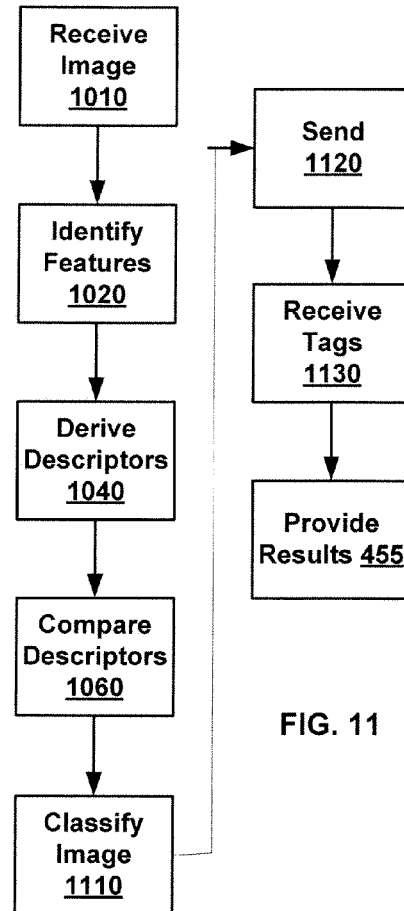 Receive
Image
1010
Identify
Features
1020
Derive
Descriptors
1040
Compare
Descriptors
1060
Classify
Image
1110
Send
1120
Receive
Tags
1130
Provide
Results 455
FIG. 11